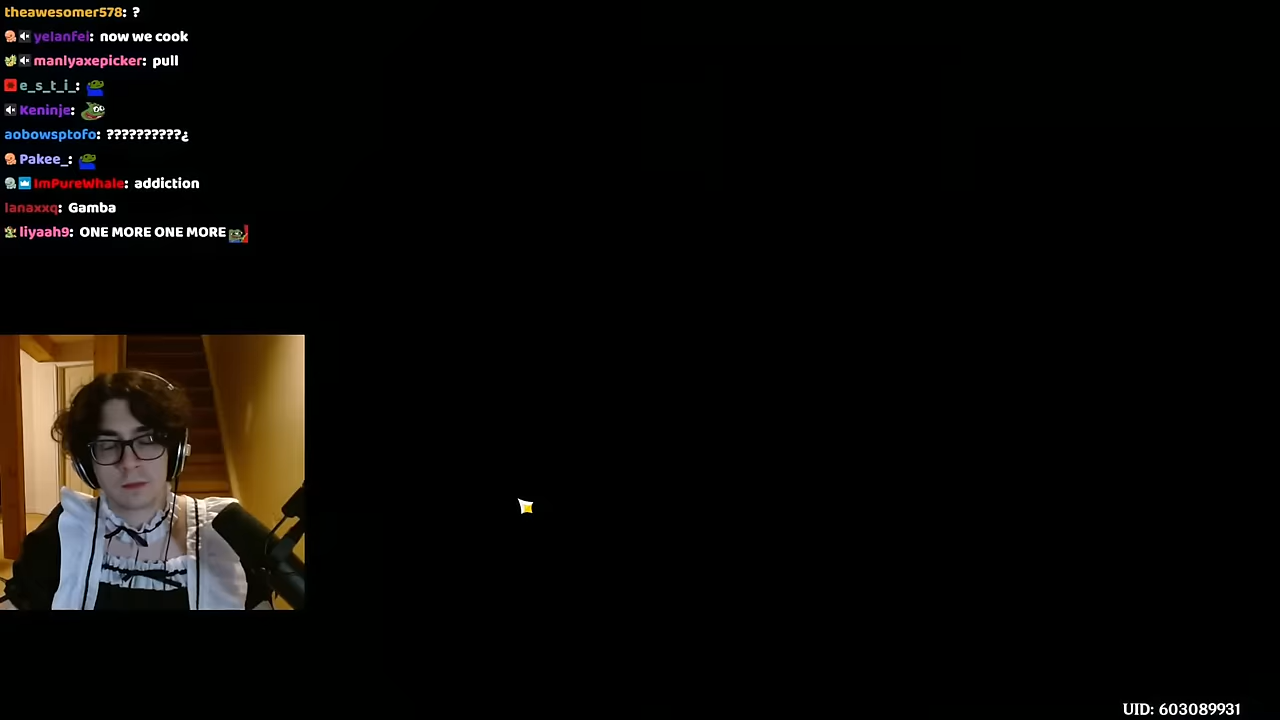 theawesomer578: ?
yelanfei: now we cook
manlyaxepicker: pull
e_s_t_i_:
Keninje:
aobowsptofo: ??????????¿
Pakee_:
ImPureWhale: addiction
lanaxxq: Gamba
liyaah9: ONE MORE ONE MORE
UID: 603089931